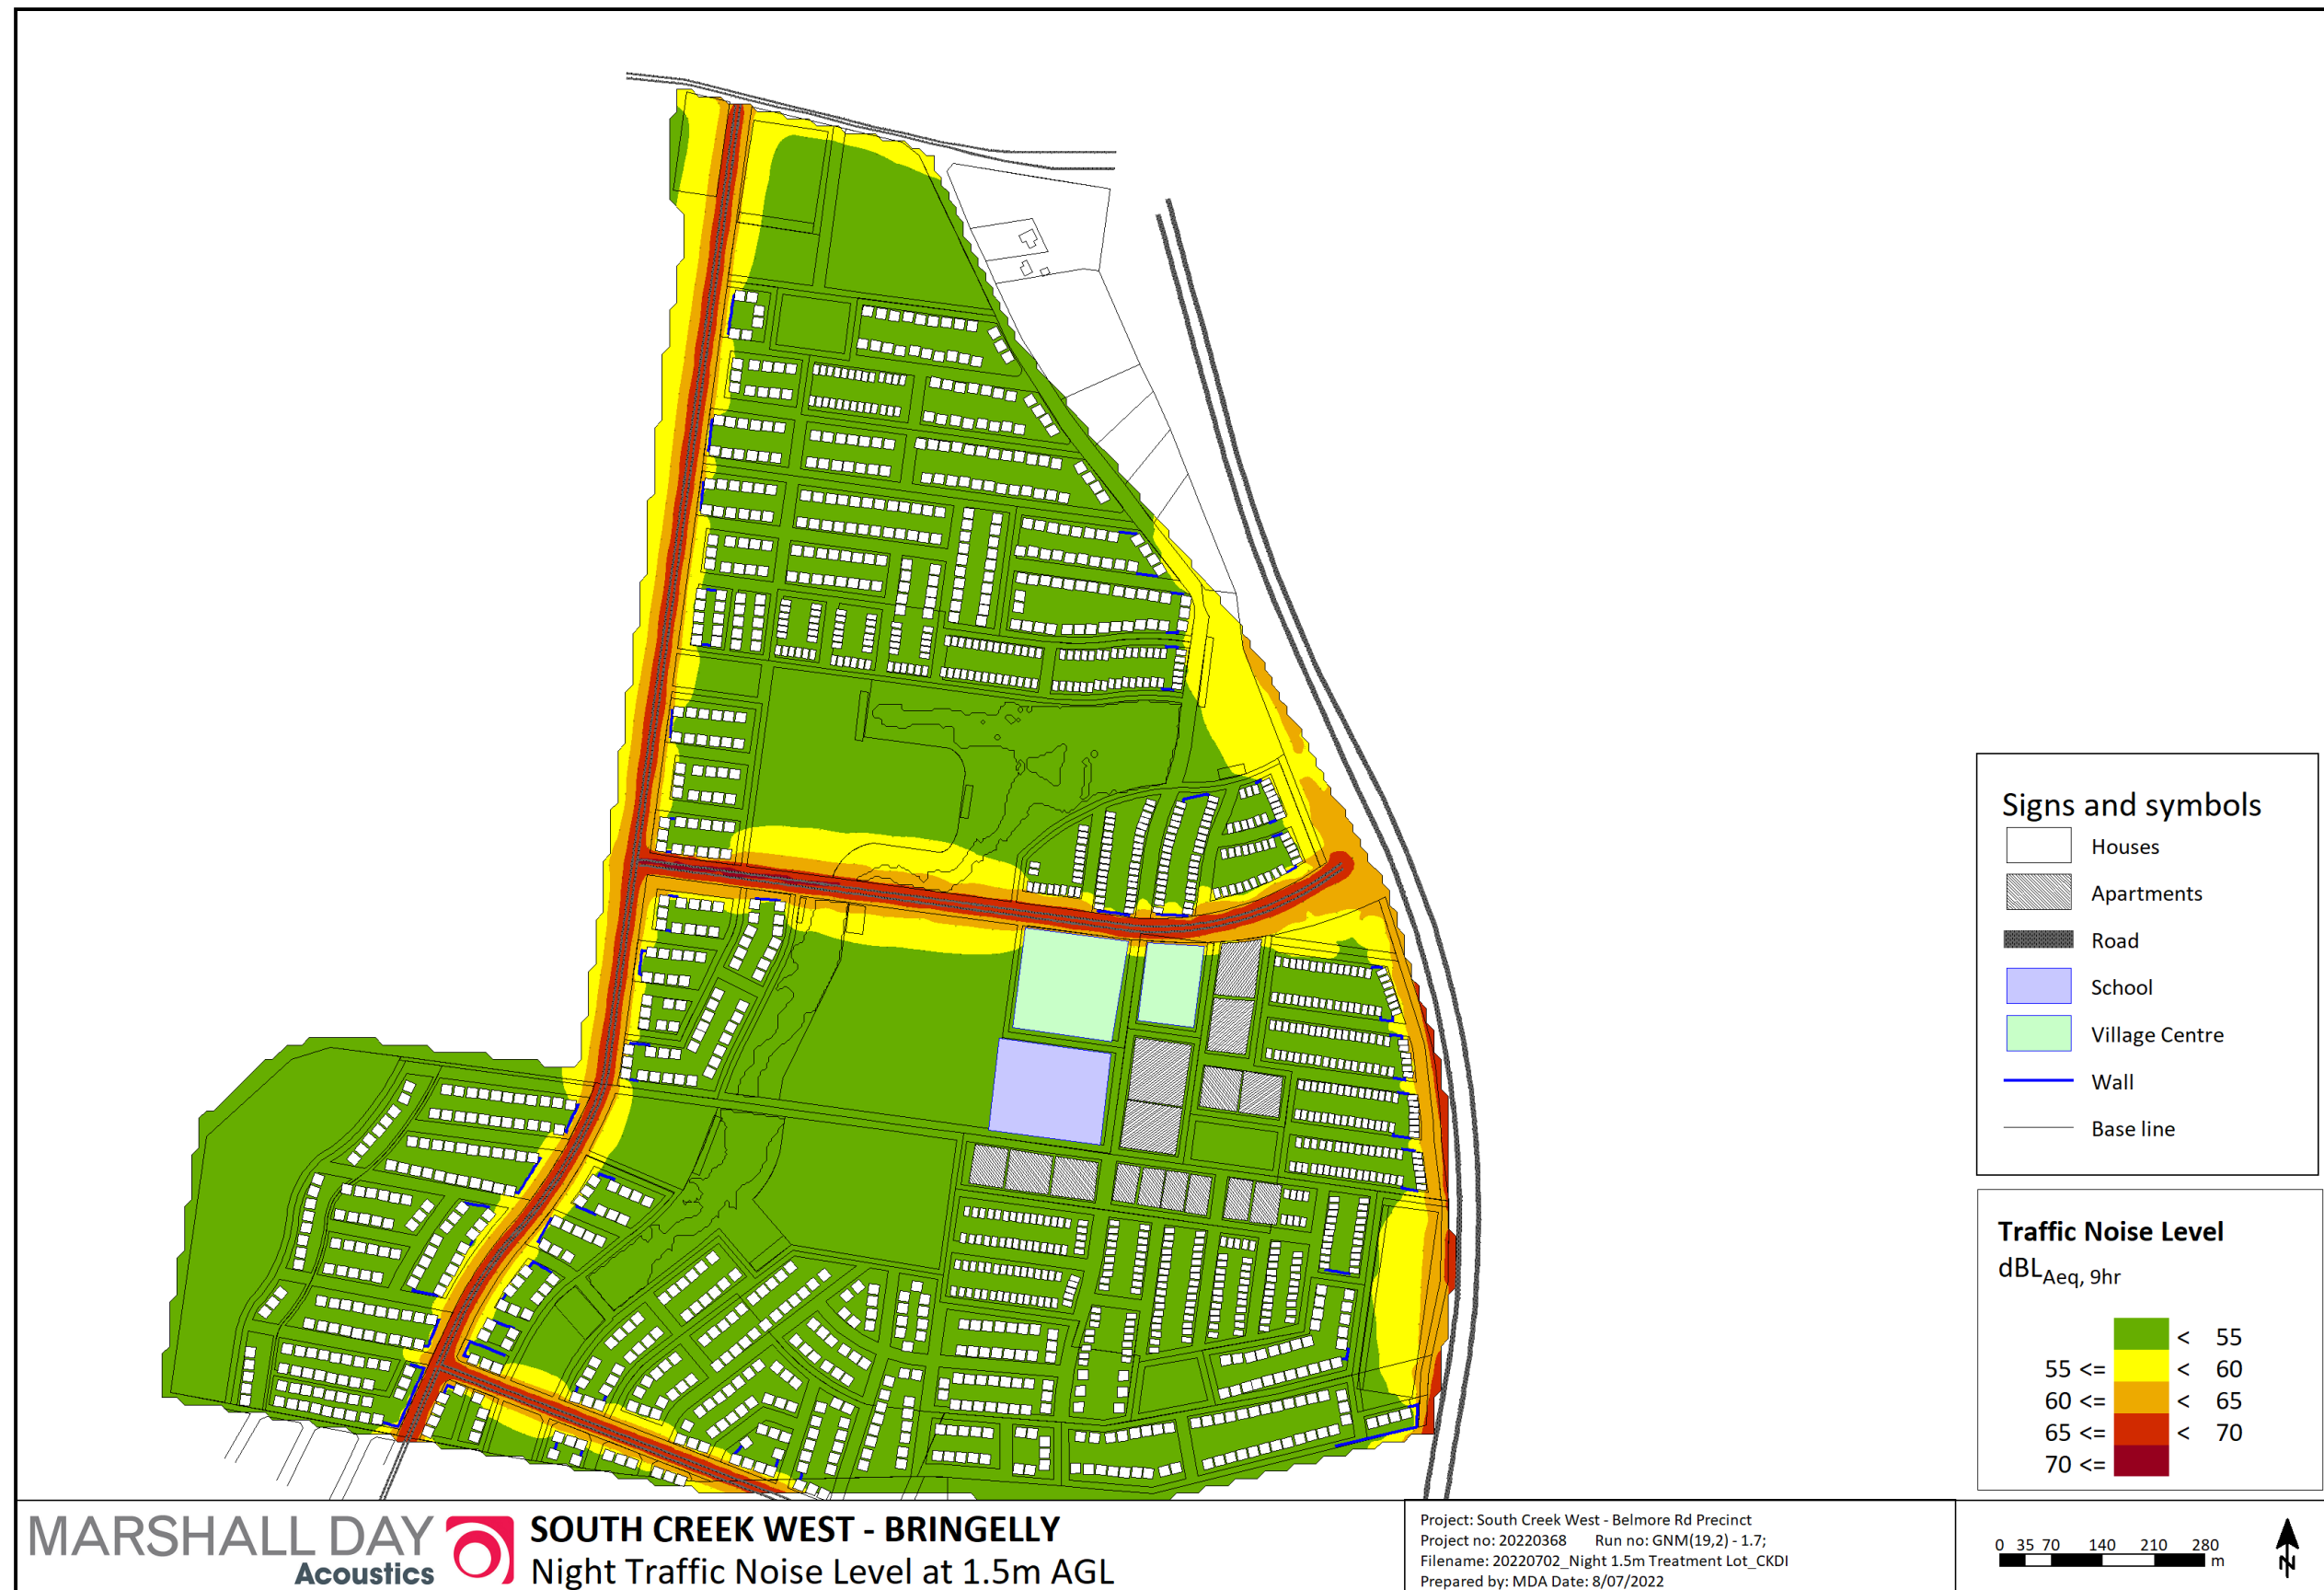 Signs and symbols
Houses
Apartments
Road
School
Village Centre
Wall
Base line
Traffic Noise Level
dBLAeq, 9hr
< 55
55 <= < 60
60 <= < 65
65 <= < 70
70 <=
MARSHALL DAY
Acoustics
SOUTH CREEK WEST - BRINGELLY
Night Traffic Noise Level at 1.5m AGL
Project: South Creek West - Belmore Rd Precinct
Project no: 20220368 Run no: GNM(19,2) - 1.7;
Filename: 20220702_Night 1.5m Treatment Lot_CKDI
Prepared by: MDA Date: 8/07/2022
0 35 70 140 210 280
m
N